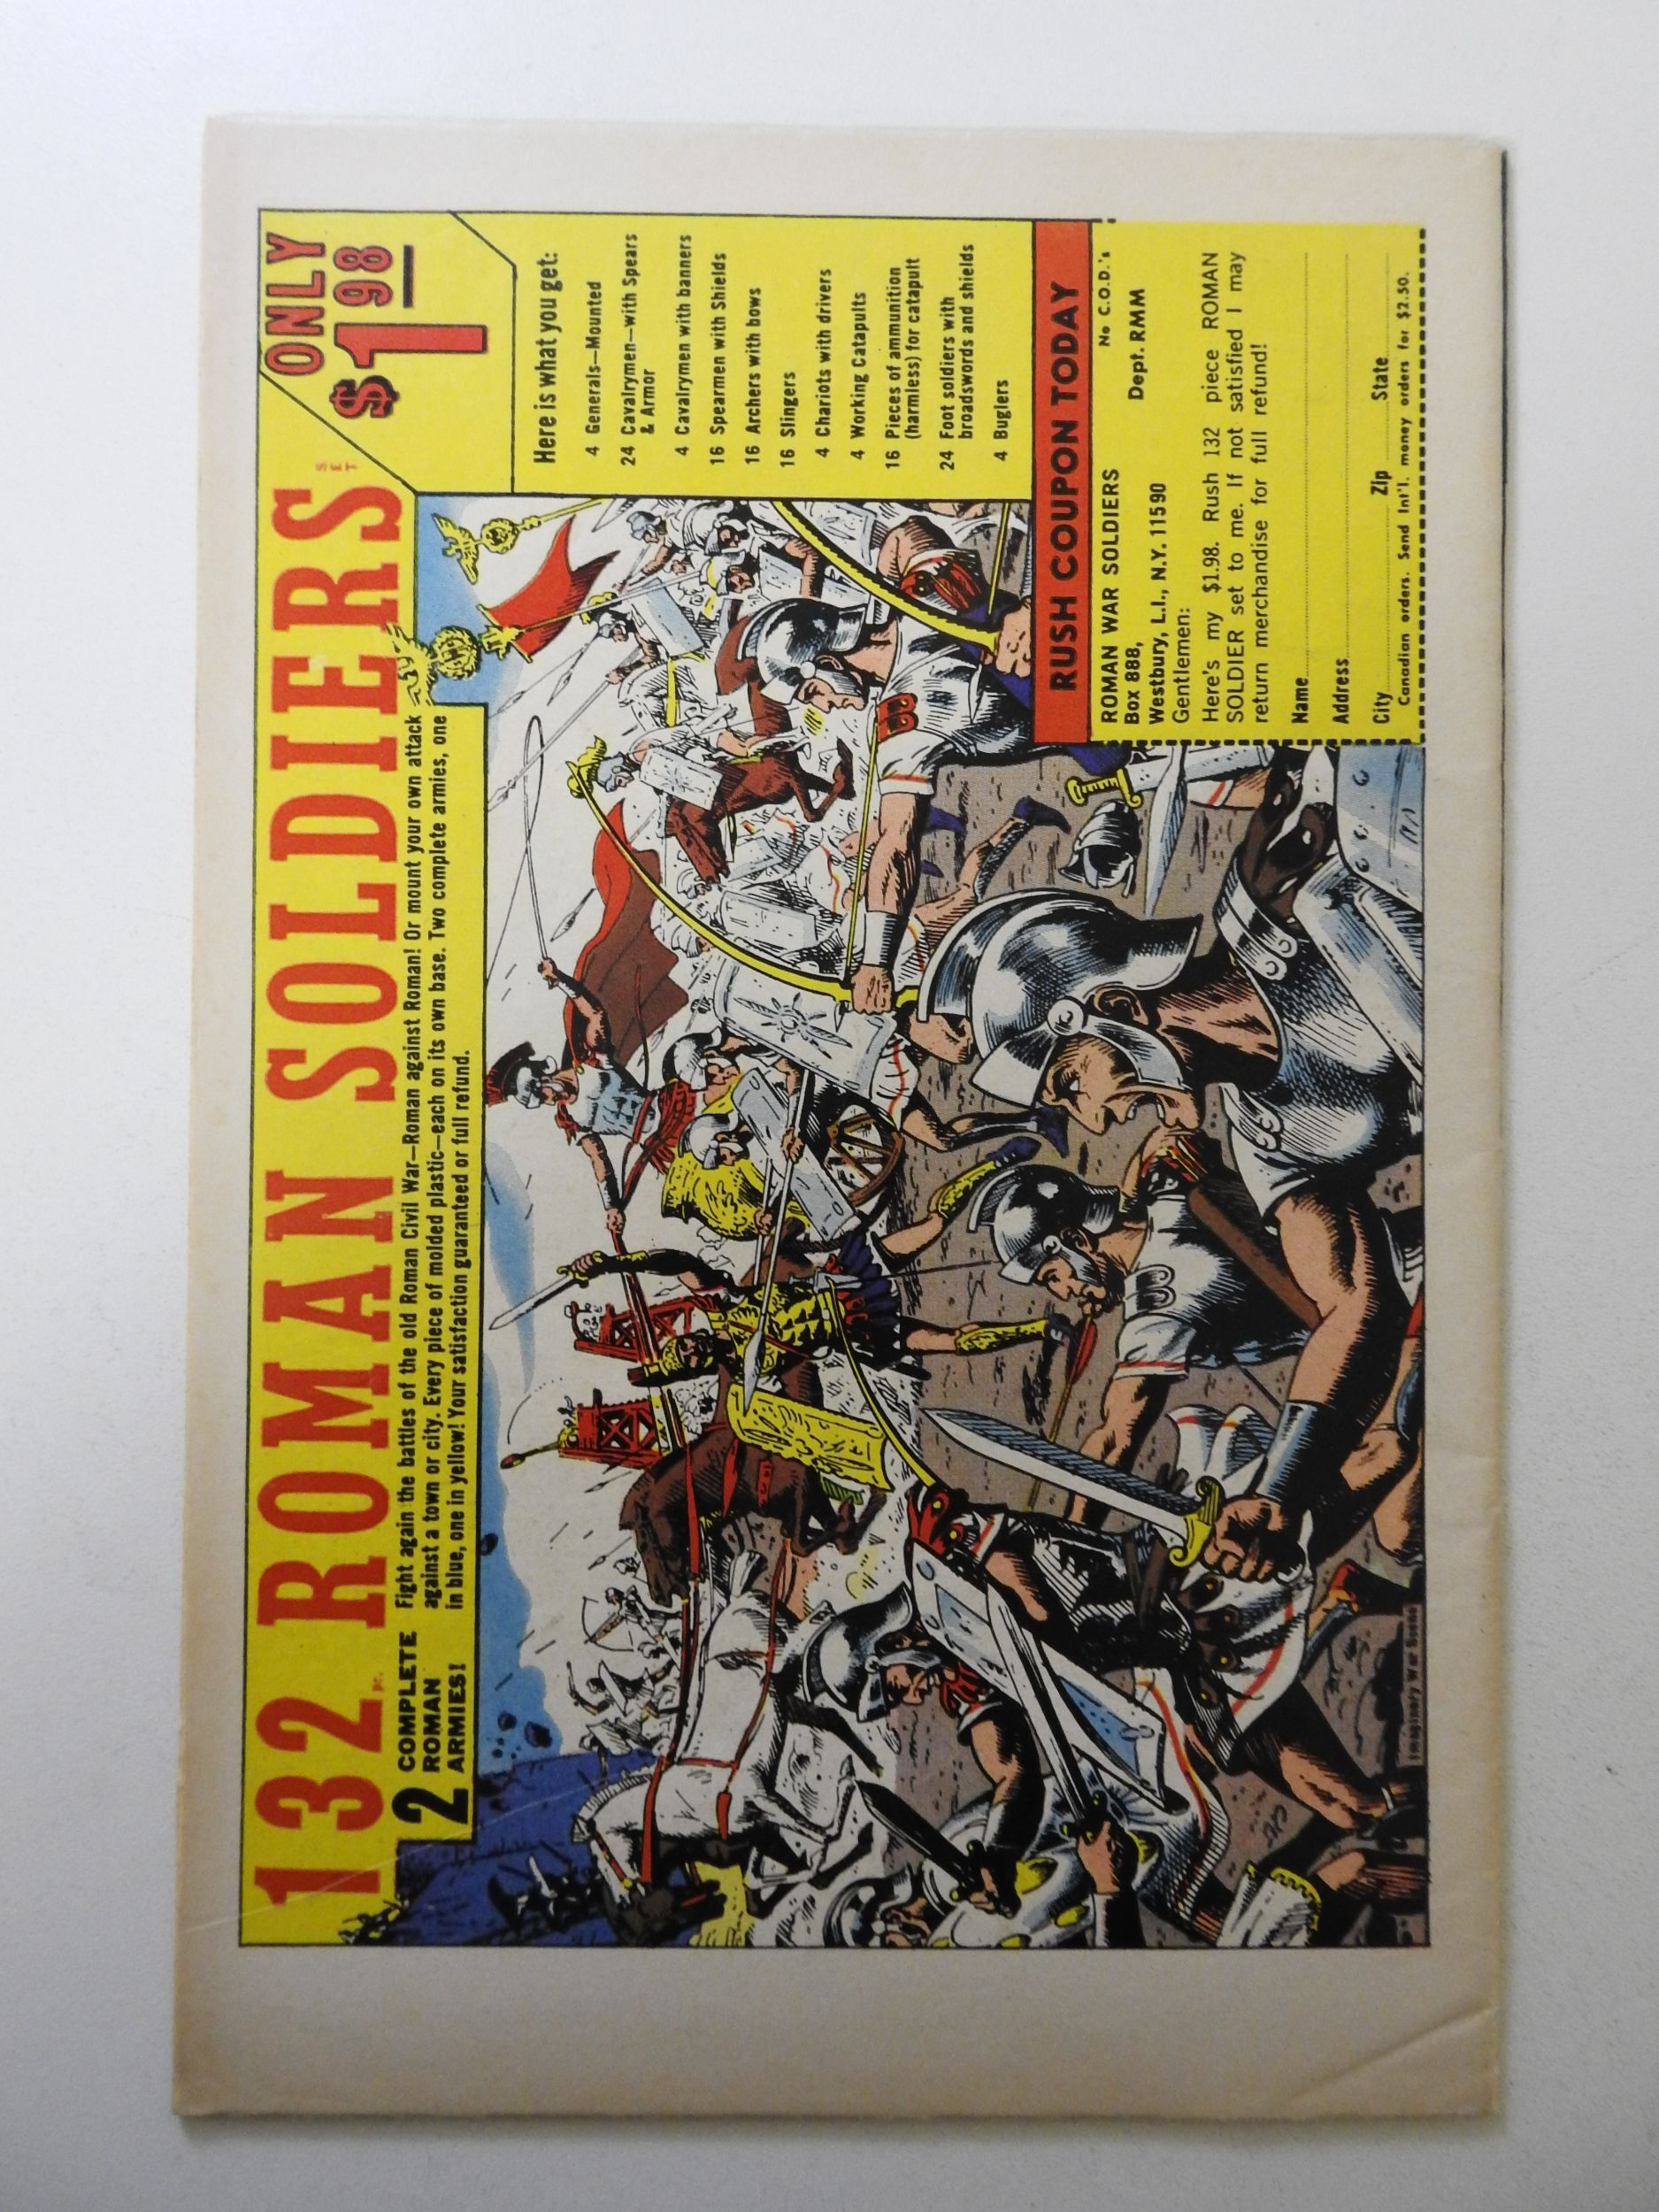 132 PC. ROMAN SOLDIERS SET
ONLY
$1.98
2 COMPLETE
ROMAN
ARMIES!
Fight again the battles of the old Roman Civil War—Roman against Roman! Or mount your own attack
against a town or city. Every piece of molded plastic—each on its own base. Two complete armies, one
in blue, one in yellow! Your satisfaction guaranteed or full refund.
Here is what you get:
4 Generals—Mounted
24 Cavalrymen—with Spears
& Armor
4 Cavalrymen with banners
16 Spearmen with Shields
16 Archers with bows
16 Slingers
4 Chariots with drivers
4 Working Catapults
16 Pieces of ammunition
(harmless) for catapult
24 Foot soldiers with
broadswords and shields
4 Buglers
RUSH COUPON TODAY
No C.O.D.'s
ROMAN WAR SOLDIERS
Box 888, Dept. RMM
Westbury, L.I., N.Y. 11590
Gentlemen:
Here's my $1.98. Rush 132 piece ROMAN
SOLDIER set to me. If not satisfied I may
return merchandise for full refund!
Name
Address
City Zip State
Canadian orders. Send Int'l. money orders for $2.50.
Imaginary War Scene